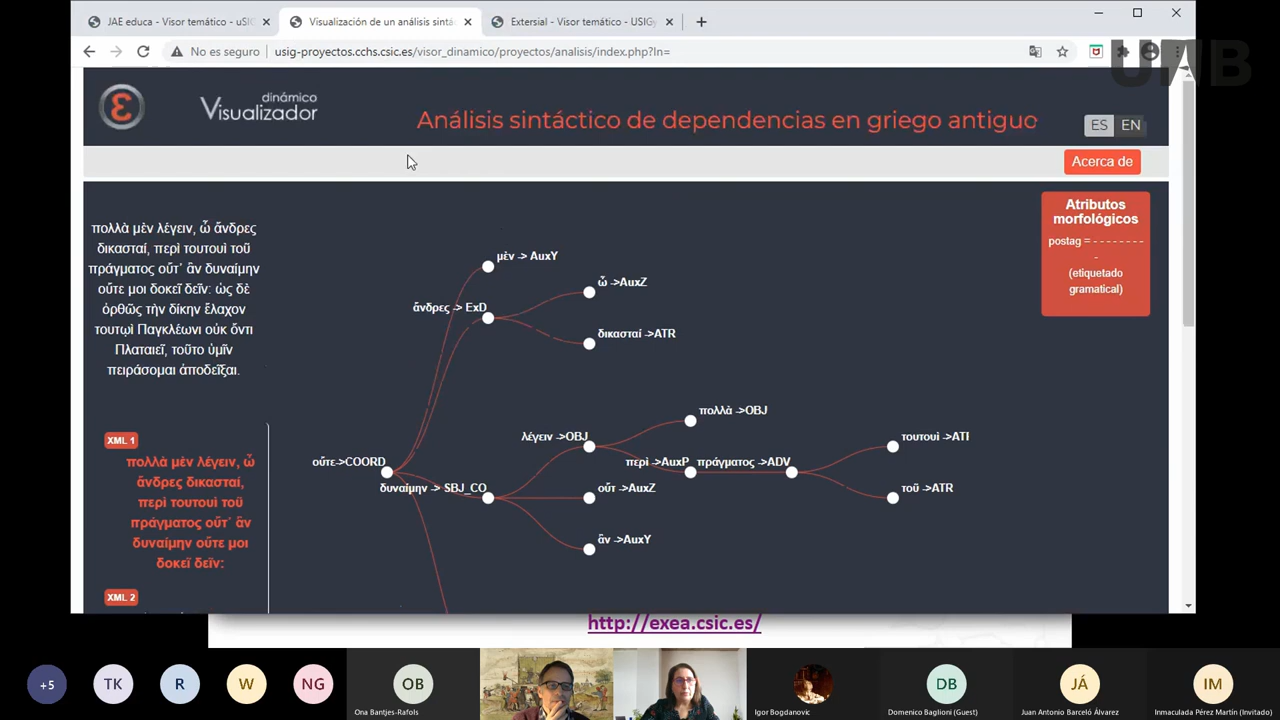 JAE educa - Visor temático - uSIG
Visualización de un análisis sintác
Extersial - Visor temático - USIGy
No es seguro
usig-proyectos.cchs.csic.es/visor_dinamico/proyectos/analisis/index.php?ln=
UAB
dinámico
Visualizador
Análisis sintáctico de dependencias en griego antiguo
ES
EN
Acerca de
πολλὰ μὲν λέγειν, ὦ ἄνδρες
δικασταί, περὶ τουτουὶ τοῦ
πράγματος οὔτ᾽ ἂν δυναίμην
οὔτε μοι δοκεῖ δεῖν: ὡς δὲ
ὀρθῶς τὴν δίκην ἔλαχον
τουτῳὶ Παγκλέωνι οὐκ ὄντι
Πλαταιεῖ, τοῦτο ὑμῖν
πειράσομαι ἀποδεῖξαι.
XML 1
πολλὰ μὲν λέγειν, ὦ
ἄνδρες δικασταί,
περὶ τουτουὶ τοῦ
πράγματος οὔτ᾽ ἂν
δυναίμην οὔτε μοι
δοκεῖ δεῖν:
XML 2
μὲν -> AuxY
ὦ ->AuxZ
ἄνδρες -> ExD
δικασταί ->ATR
πολλὰ ->OBJ
λέγειν ->OBJ
τουτουὶ ->ATI
οὔτε->COORD
περὶ ->AuxP
πράγματος ->ADV
δυναίμην -> SBJ_CO
οὔτ ->AuxZ
τοῦ ->ATR
ἂν ->AuxY
Atributos
morfológicos
postag = - - - - - - - -
-
(etiquetado
gramatical)
http://exea.csic.es/
+5
TK
R
W
NG
OB
DB
JÁ
IM
Ona Bantjes-Rafols
Igor Bogdanovic
Domenico Baglioni (Guest)
Juan Antonio Barceló Álvarez
Inmaculada Pérez Martín (Invitado)